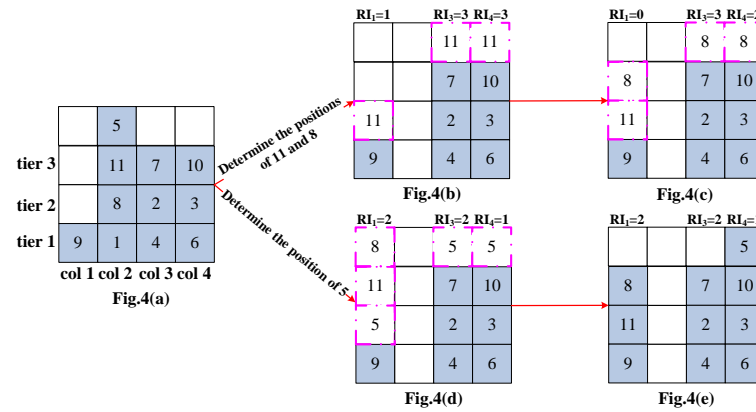 RI₁=1 RI₃=3 RI₄=3
11 11
7 10
11 2 3
9 4 6
Fig.4(b)
RI₁=0 RI₃=3
8 8
8 7 10
11 2 3
9 4 6
Fig.4(c)
5
tier 3 11 7 10
tier 2 8 2 3
tier 1 9 1 4 6
col 1 col 2 col 3 col 4
Fig.4(a)
Determine the positions
of 11 and 8
Determine the position of 5
RI₁=2 RI₃=2 RI₄=1
8 5 5
11 7 10
5 2 3
9 4 6
Fig.4(d)
RI₁=2 RI₃=2
5
8 7 10
11 2 3
9 4 6
Fig.4(e)